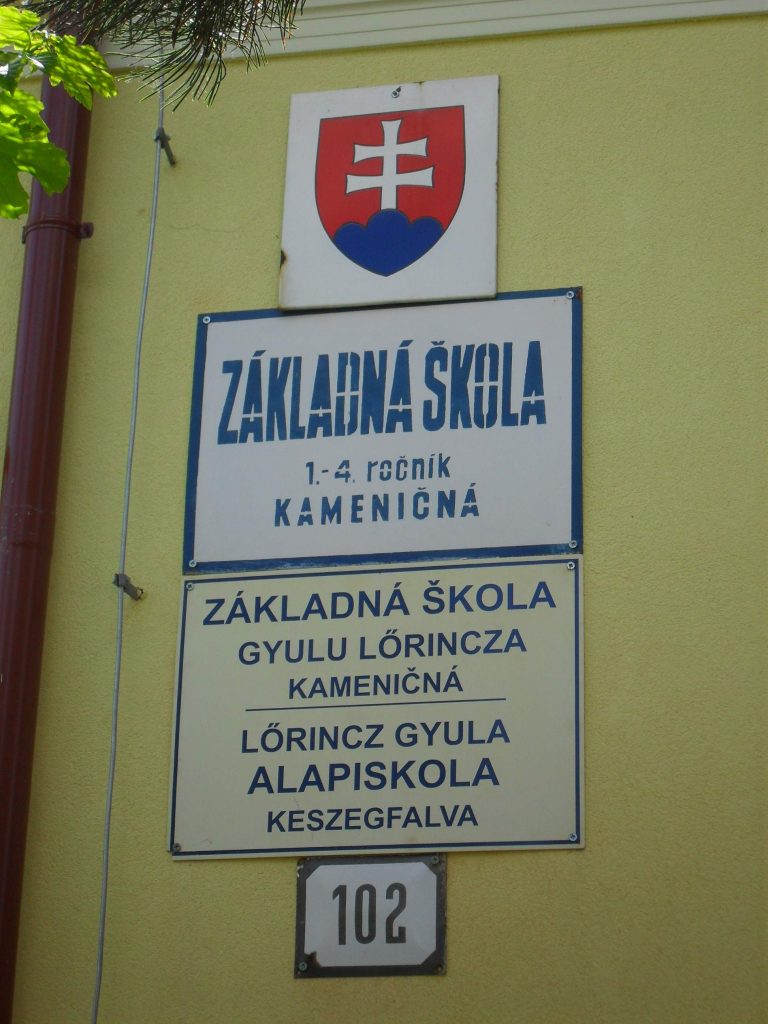 ZÁKLADNÁ ŠKOLA
1.-4. ročník
KAMENIČNÁ
ZÁKLADNÁ ŠKOLA
GYULU LŐRINCZA
KAMENIČNÁ
LŐRINCZ GYULA
ALAPISKOLA
KESZEGFALVA
102